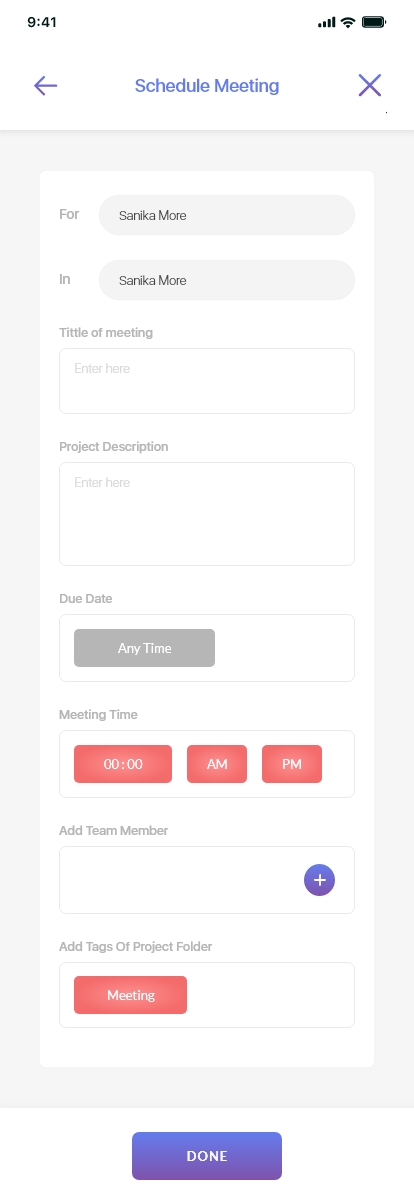 9:41
Schedule Meeting
For
Sanika More
In
Sanika More
Tittle of meeting
Enter here
Project Description
Enter here
Due Date
Any Time
Meeting Time
00 : 00
AM
PM
Add Team Member
Add Tags Of Project Folder
Meeting
DONE